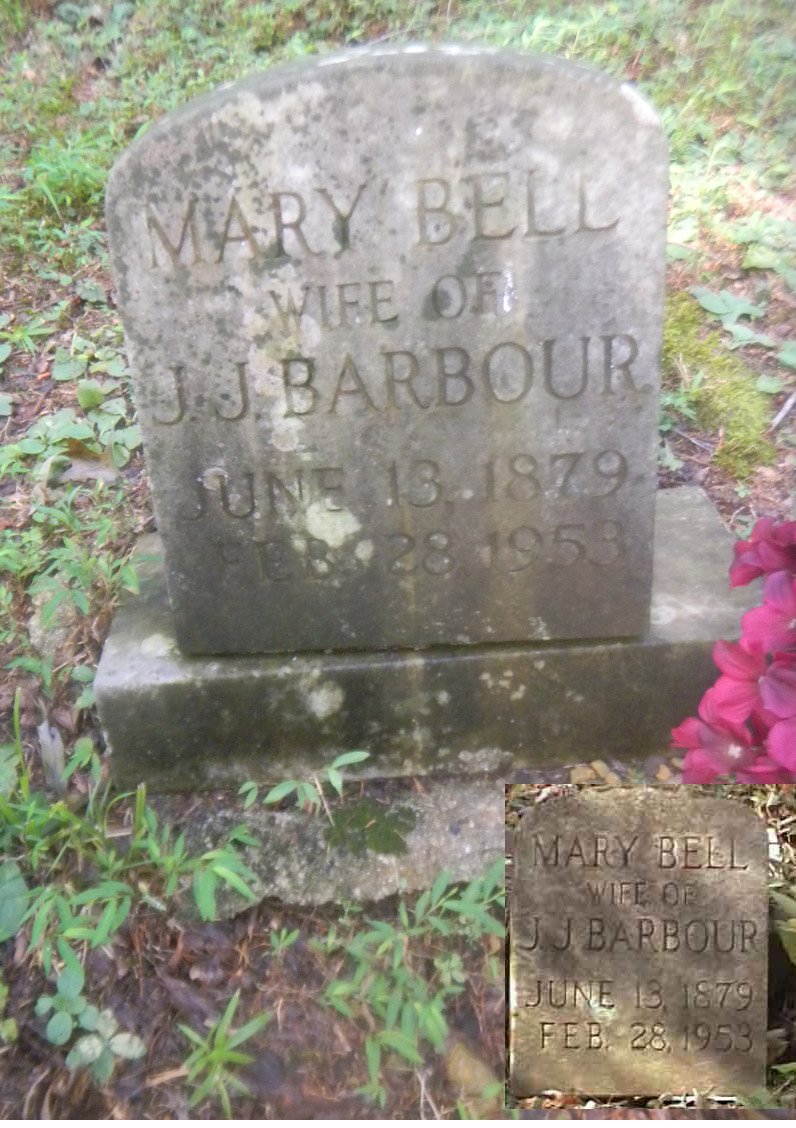 MARY BELL
WIFE OF
J. J. BARBOUR
JUNE 13, 1879
FEB. 28, 1953
MARY BELL
WIFE OF
J. J. BARBOUR
JUNE 13, 1879
FEB. 28, 1953